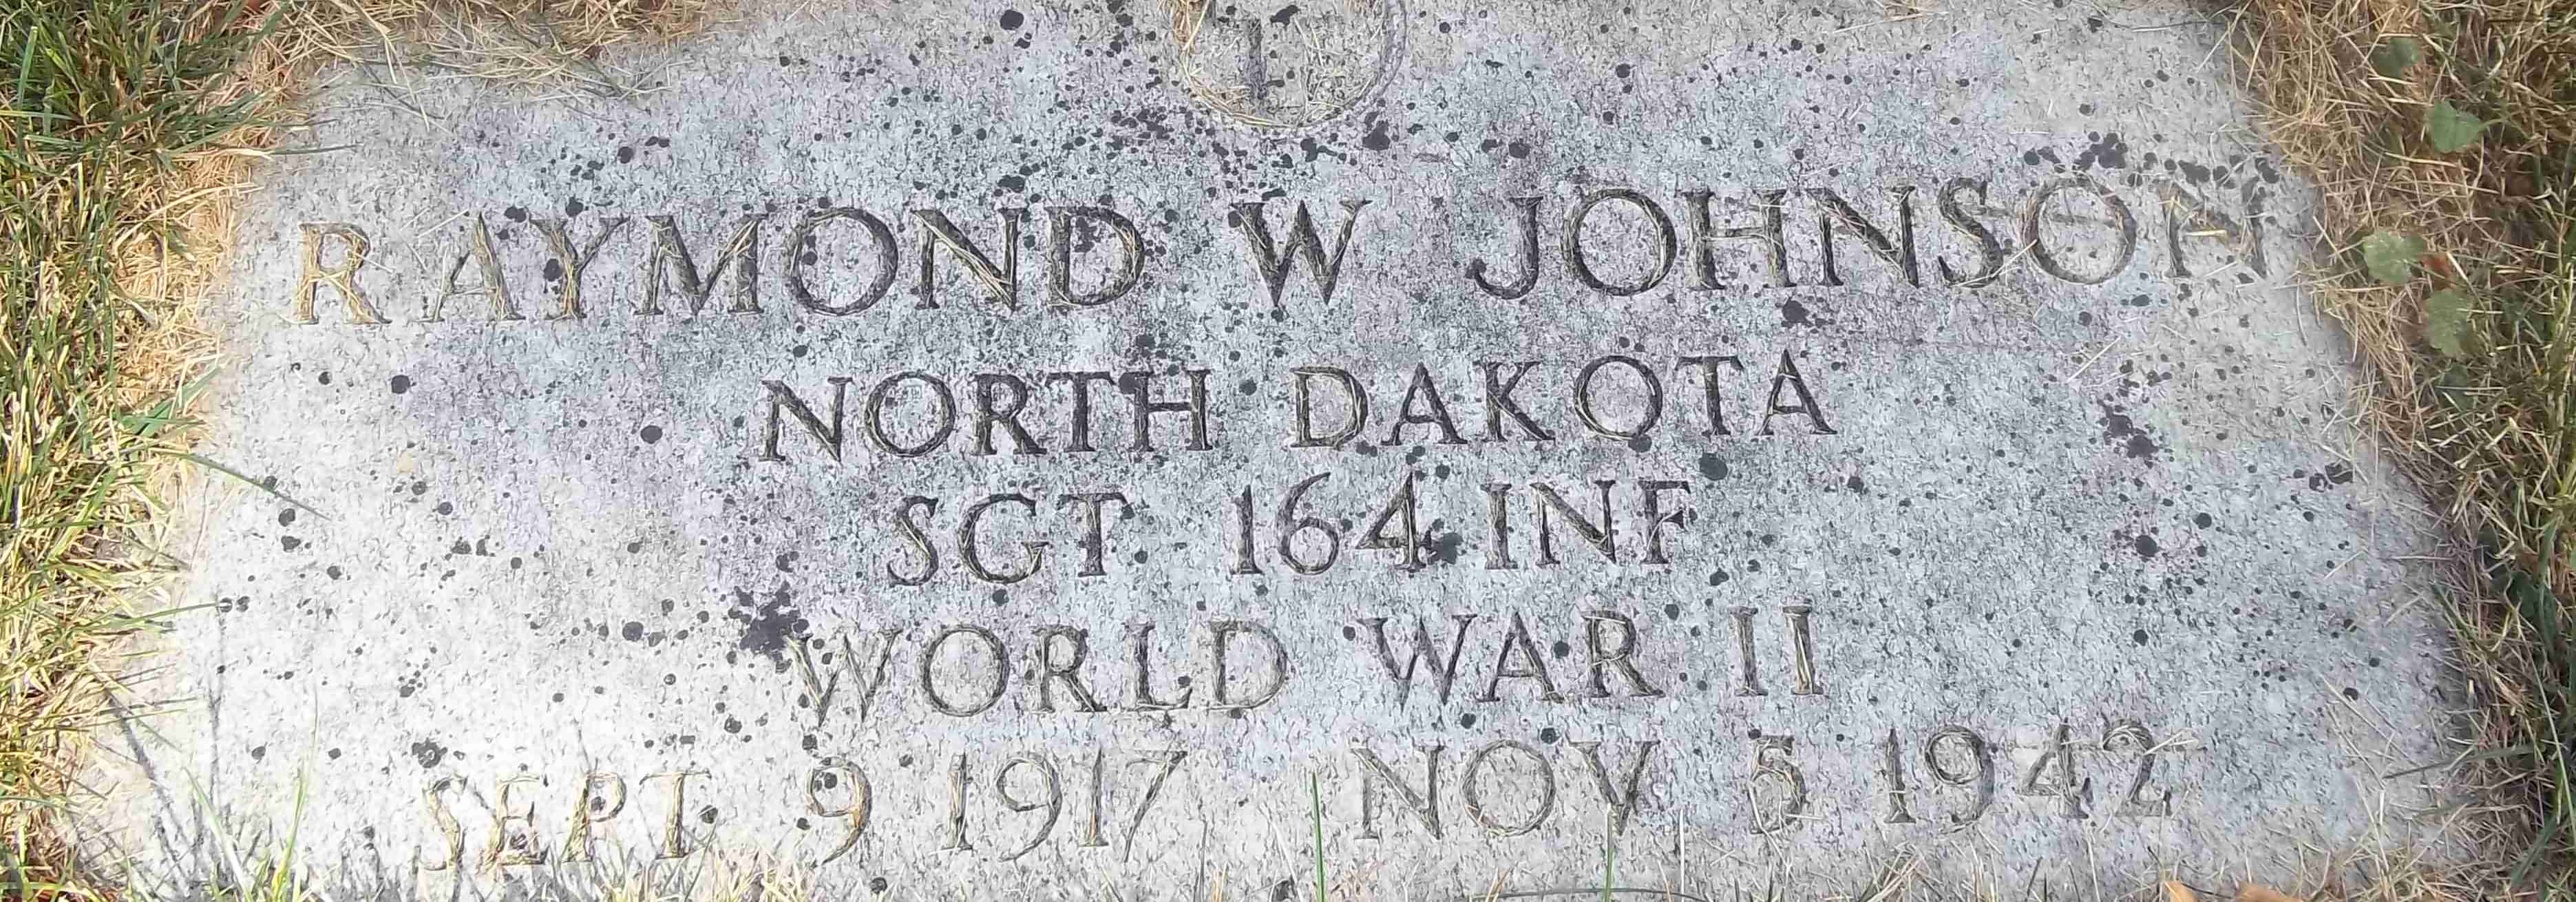 RAYMOND W JOHNSON
NORTH DAKOTA
SGT 164 INF
WORLD WAR II
SEPT 9 1917 NOV 5 1942